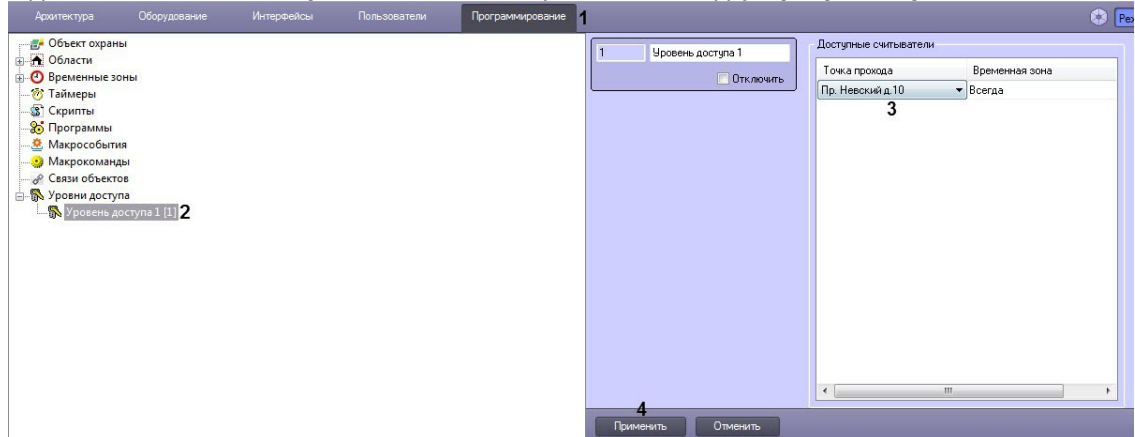 Архитектура Оборудование Интерфейсы Пользователи Программирование 1
Объект охраны
Области
Временные зоны
Таймеры
Скрипты
Программы
Макрособытия
Макрокоманды
Связи объектов
Уровни доступа
Уровень доступа 1 [1] 2
1 Уровень доступа 1
Отключить
Доступные считыватели
Точка прохода Временная зона
Пр. Невский д.10 Всегда
3
4
Применить Отменить